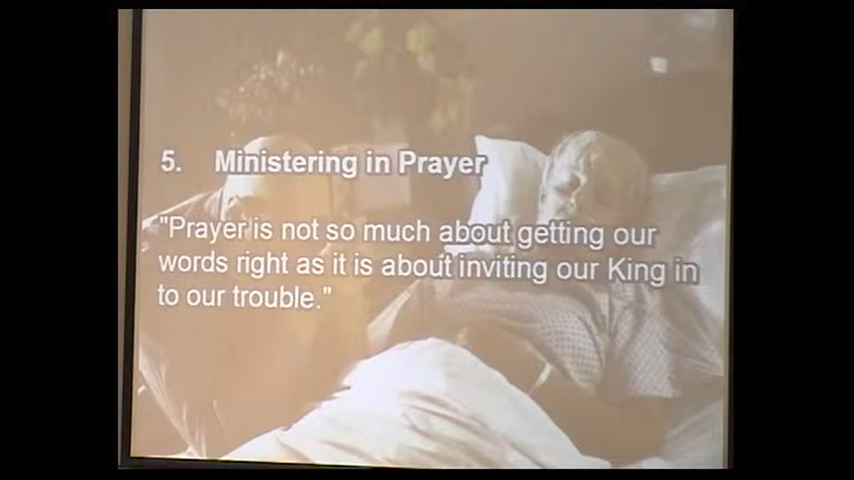 5. Ministering in Prayer
"Prayer is not so much about getting our
words right as it is about inviting our King in
to our trouble."